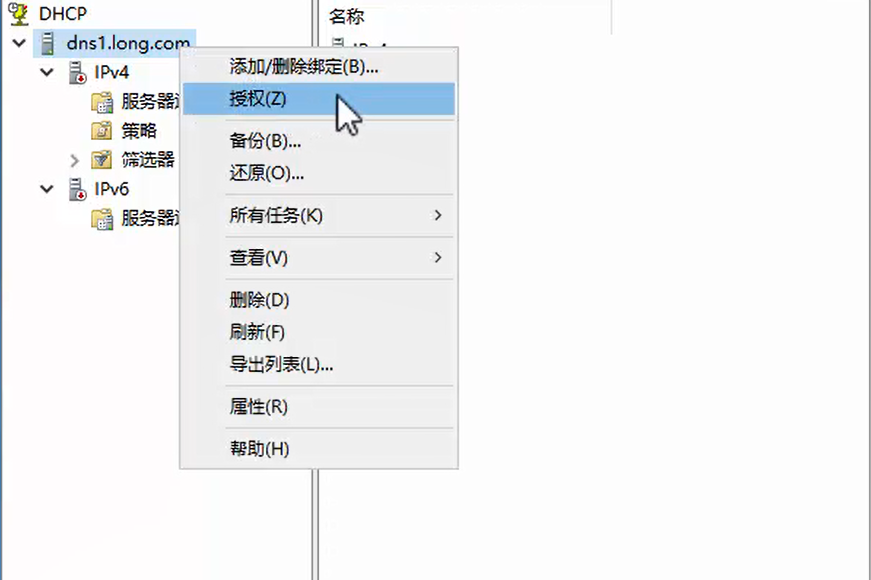 DHCP
名称
dns1.long.com
IPv4
服务器
策略
筛选器
IPv6
服务器
添加/删除绑定(B)...
授权(Z)
备份(B)...
还原(O)...
所有任务(K)
查看(V)
删除(D)
刷新(F)
导出列表(L)...
属性(R)
帮助(H)